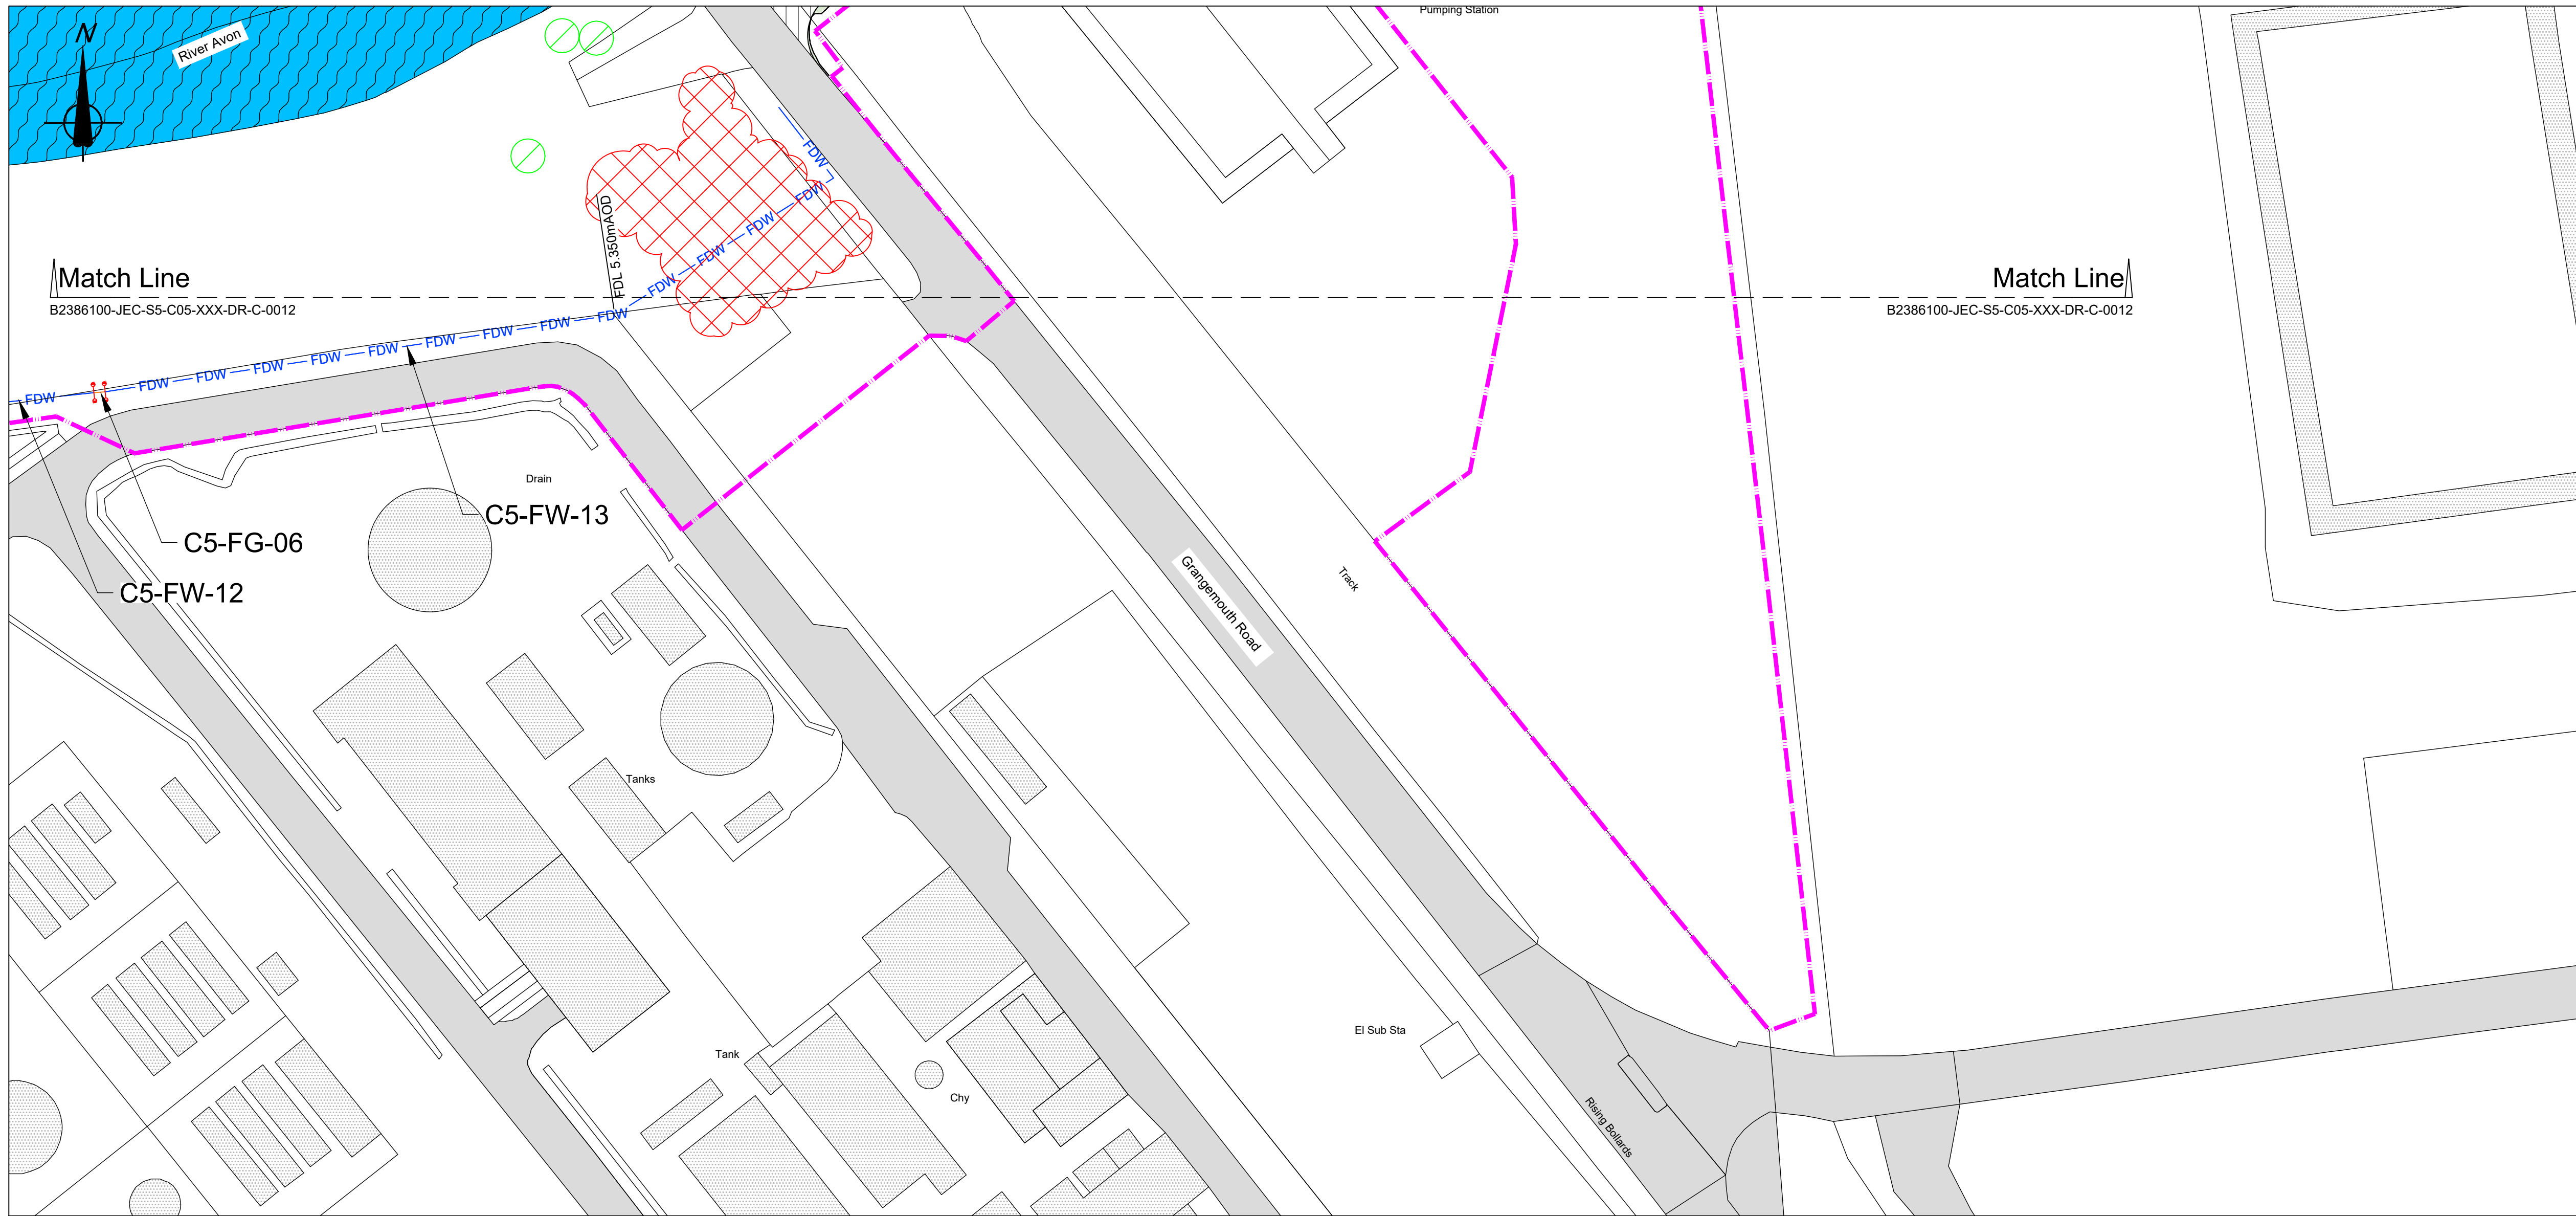 Pumping Station
N
River Avon
FDW
FDW
FDW
FDW
FDW
FDL 5.350mAOD
Match Line
B2386100-JEC-S5-C05-XXX-DR-C-0012
Match Line
B2386100-JEC-S5-C05-XXX-DR-C-0012
FDW
FDW
FDW
FDW
FDW
FDW
FDW
FDW
FDW
FDW
Drain
C5-FW-13
C5-FG-06
C5-FW-12
Grangemouth Road
Track
Tanks
El Sub Sta
Tank
Chy
Rising Bollards